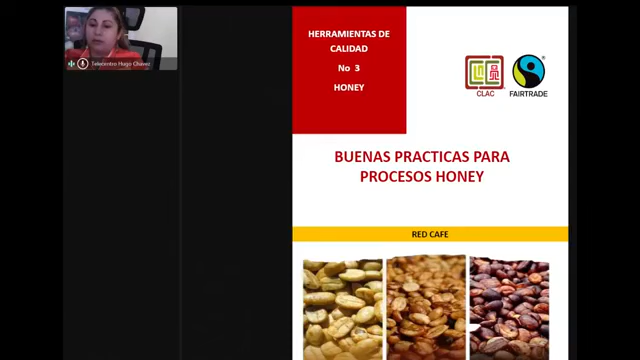 Telecentro Hugo Chavez
HERRAMIENTAS DE
CALIDAD
No 3
HONEY
CLAC
FAIRTRADE
BUENAS PRACTICAS PARA
PROCESOS HONEY
RED CAFE